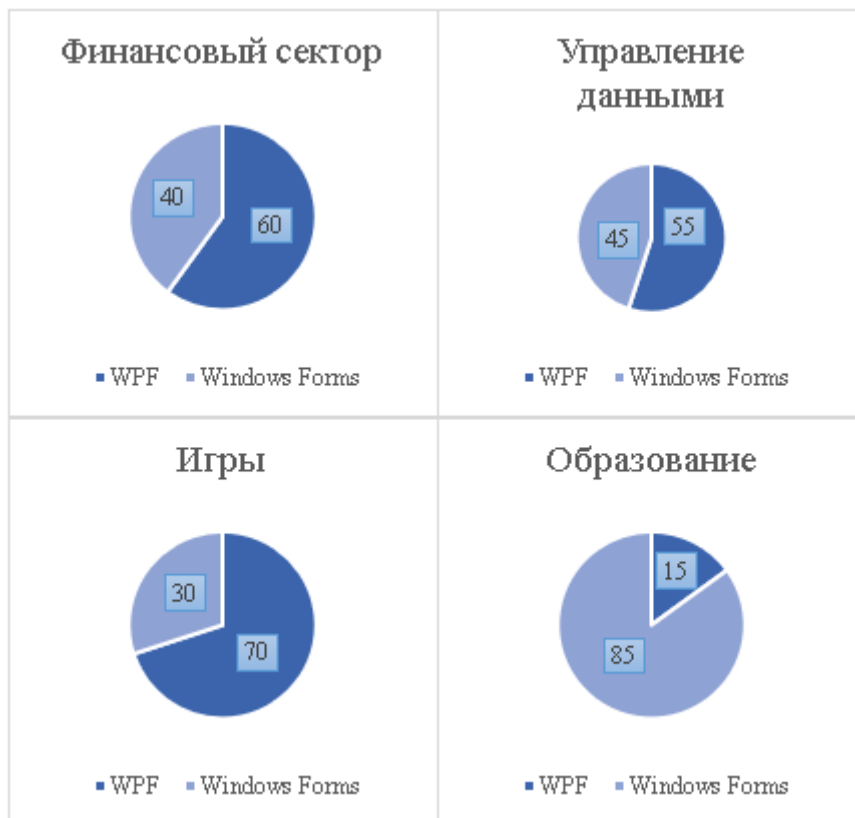 Финансовый сектор
40
60
WPF Windows Forms
Управление
данными
45
55
WPF Windows Forms
Игры
30
70
WPF Windows Forms
Образование
15
85
WPF Windows Forms